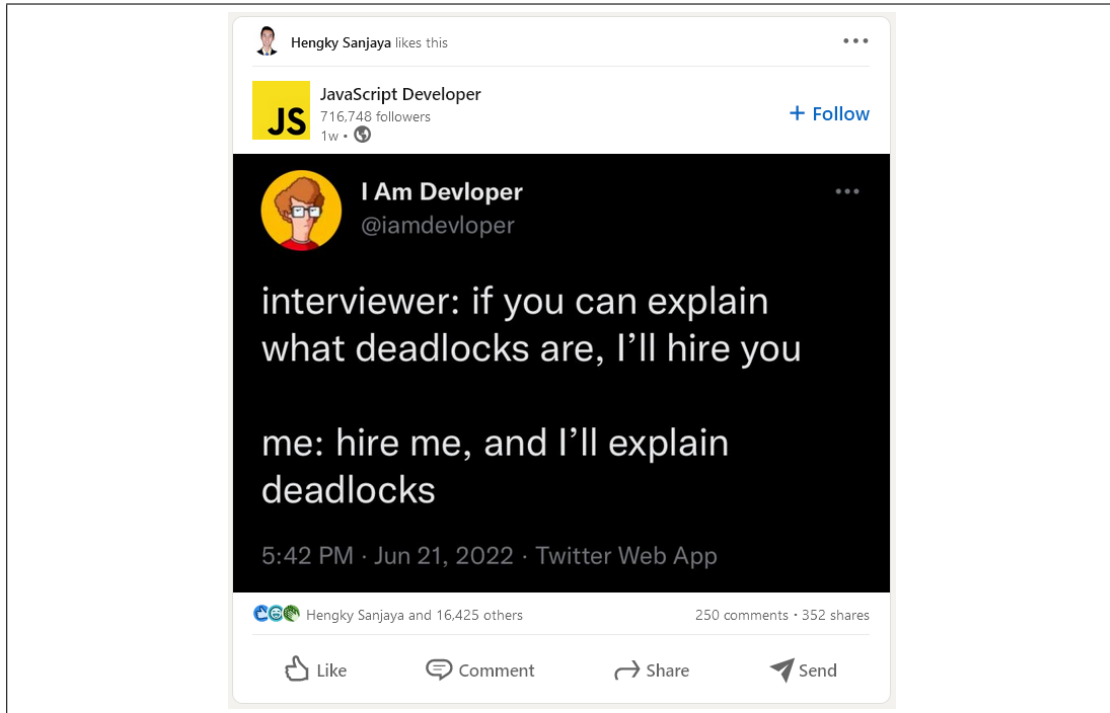 Hengky Sanjaya likes this
JavaScript Developer
716,748 followers
1w •
+ Follow
JS
I Am Devloper
@iamdevloper
interviewer: if you can explain
what deadlocks are, I'll hire you
me: hire me, and I'll explain
deadlocks
5:42 PM · Jun 21, 2022 · Twitter Web App
Hengky Sanjaya and 16,425 others
250 comments • 352 shares
Like
Comment
Share
Send